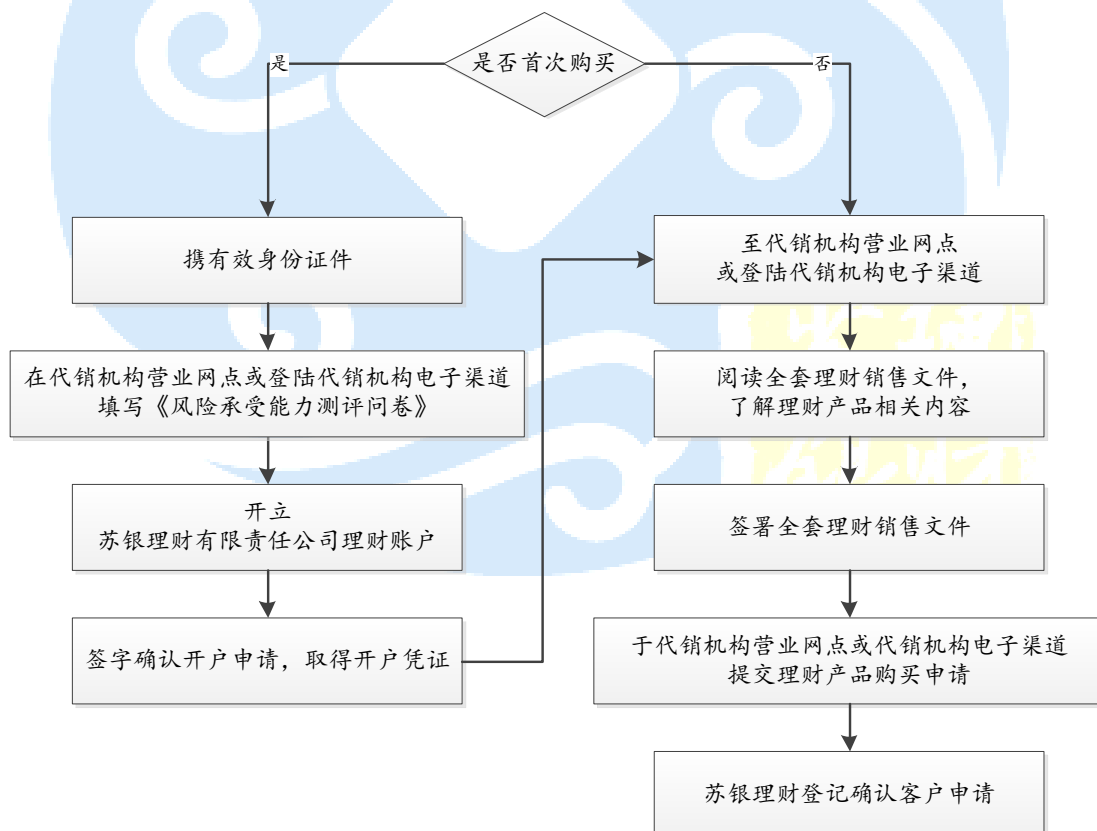 是否首次购买
是
否
携有效身份证件
在代销机构营业网点或登陆代销机构电子渠道
填写《风险承受能力测评问卷》
开立
苏银理财有限责任公司理财账户
签字确认开户申请，取得开户凭证
至代销机构营业网点
或登陆代销机构电子渠道
阅读全套理财销售文件，
了解理财产品相关内容
签署全套理财销售文件
于代销机构营业网点或代销机构电子渠道
提交理财产品购买申请
苏银理财登记确认客户申请